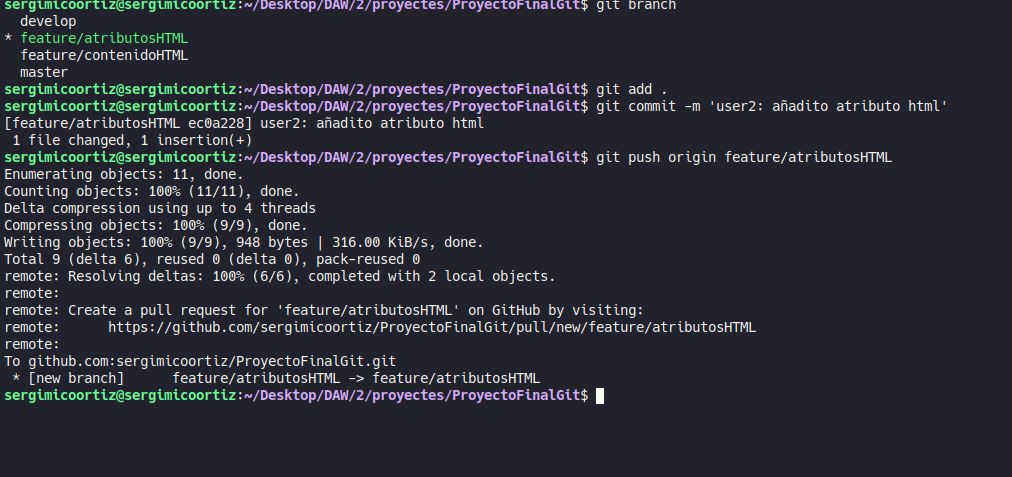 sergimicoortiz@sergimicoortiz:~/Desktop/DAW/2/proyectes/ProyectoFinalGit$ git branch
  develop
* feature/atributosHTML
  feature/contenidoHTML
  master
sergimicoortiz@sergimicoortiz:~/Desktop/DAW/2/proyectes/ProyectoFinalGit$ git add .
sergimicoortiz@sergimicoortiz:~/Desktop/DAW/2/proyectes/ProyectoFinalGit$ git commit -m 'user2: añadito atributo html'
[feature/atributosHTML ec0a228] user2: añadito atributo html
 1 file changed, 1 insertion(+)
sergimicoortiz@sergimicoortiz:~/Desktop/DAW/2/proyectes/ProyectoFinalGit$ git push origin feature/atributosHTML
Enumerating objects: 11, done.
Counting objects: 100% (11/11), done.
Delta compression using up to 4 threads
Compressing objects: 100% (9/9), done.
Writing objects: 100% (9/9), 948 bytes | 316.00 KiB/s, done.
Total 9 (delta 6), reused 0 (delta 0), pack-reused 0
remote: Resolving deltas: 100% (6/6), completed with 2 local objects.
remote:
remote: Create a pull request for 'feature/atributosHTML' on GitHub by visiting:
remote:      https://github.com/sergimicoortiz/ProyectoFinalGit/pull/new/feature/atributosHTML
remote:
To github.com:sergimicoortiz/ProyectoFinalGit.git
 * [new branch]      feature/atributosHTML -> feature/atributosHTML
sergimicoortiz@sergimicoortiz:~/Desktop/DAW/2/proyectes/ProyectoFinalGit$